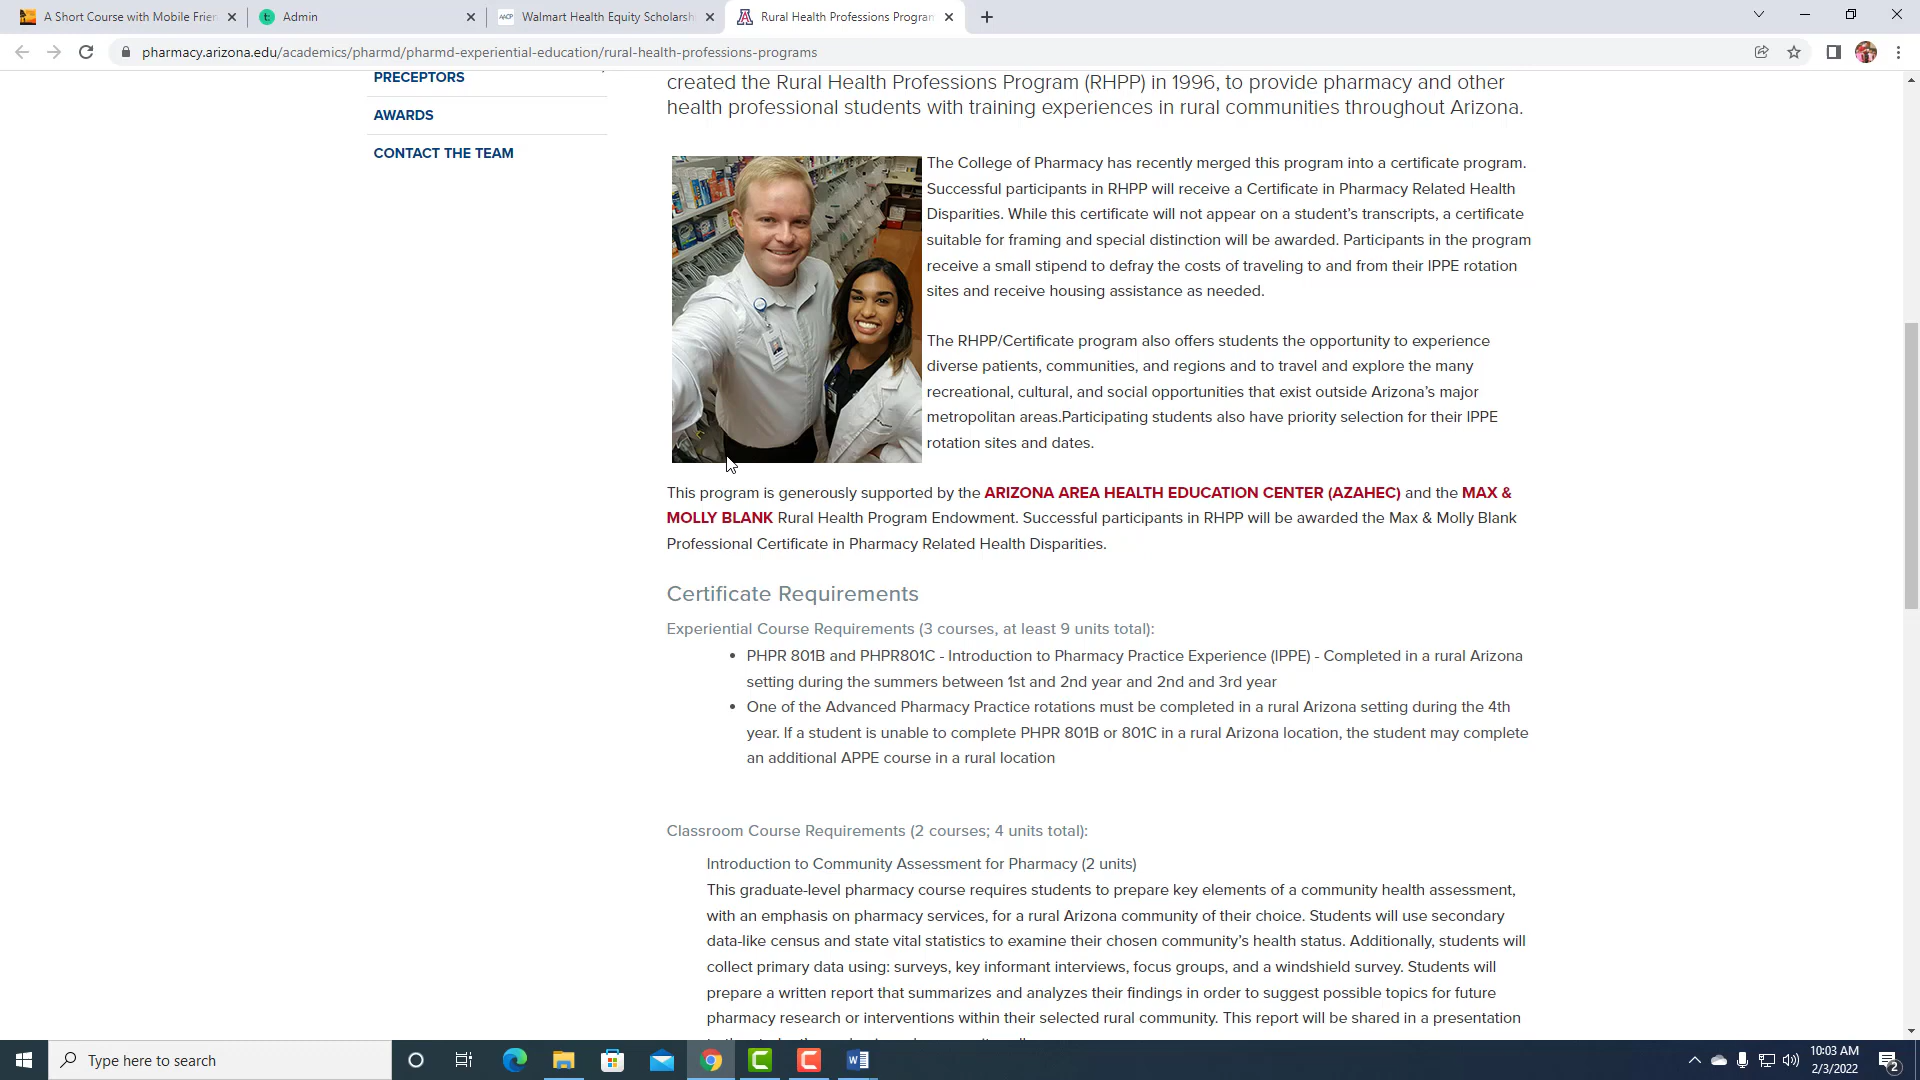 A Short Course with Mobile Frien
Admin
AACP
Walmart Health Equity Scholarsh
Rural Health Professions Program
pharmacy.arizona.edu/academics/pharmd/pharmd-experiential-education/rural-health-professions-programs
PRECEPTORS
AWARDS
CONTACT THE TEAM
created the Rural Health Professions Program (RHPP) in 1996, to provide pharmacy and other
health professional students with training experiences in rural communities throughout Arizona.
The College of Pharmacy has recently merged this program into a certificate program.
Successful participants in RHPP will receive a Certificate in Pharmacy Related Health
Disparities. While this certificate will not appear on a student's transcripts, a certificate
suitable for framing and special distinction will be awarded. Participants in the program
receive a small stipend to defray the costs of traveling to and from their IPPE rotation
sites and receive housing assistance as needed.
The RHPP/Certificate program also offers students the opportunity to experience
diverse patients, communities, and regions and to travel and explore the many
recreational, cultural, and social opportunities that exist outside Arizona's major
metropolitan areas.Participating students also have priority selection for their IPPE
rotation sites and dates.
This program is generously supported by the ARIZONA AREA HEALTH EDUCATION CENTER (AZAHEC) and the MAX &
MOLLY BLANK Rural Health Program Endowment. Successful participants in RHPP will be awarded the Max & Molly Blank
Professional Certificate in Pharmacy Related Health Disparities.
Certificate Requirements
Experiential Course Requirements (3 courses, at least 9 units total):
• PHPR 801B and PHPR801C - Introduction to Pharmacy Practice Experience (IPPE) - Completed in a rural Arizona
setting during the summers between 1st and 2nd year and 2nd and 3rd year
• One of the Advanced Pharmacy Practice rotations must be completed in a rural Arizona setting during the 4th
year. If a student is unable to complete PHPR 801B or 801C in a rural Arizona location, the student may complete
an additional APPE course in a rural location
Classroom Course Requirements (2 courses; 4 units total):
Introduction to Community Assessment for Pharmacy (2 units)
This graduate-level pharmacy course requires students to prepare key elements of a community health assessment,
with an emphasis on pharmacy services, for a rural Arizona community of their choice. Students will use secondary
data-like census and state vital statistics to examine their chosen community's health status. Additionally, students will
collect primary data using: surveys, key informant interviews, focus groups, and a windshield survey. Students will
prepare a written report that summarizes and analyzes their findings in order to suggest possible topics for future
pharmacy research or interventions within their selected rural community. This report will be shared in a presentation
Type here to search
10:03 AM
2/3/2022
2